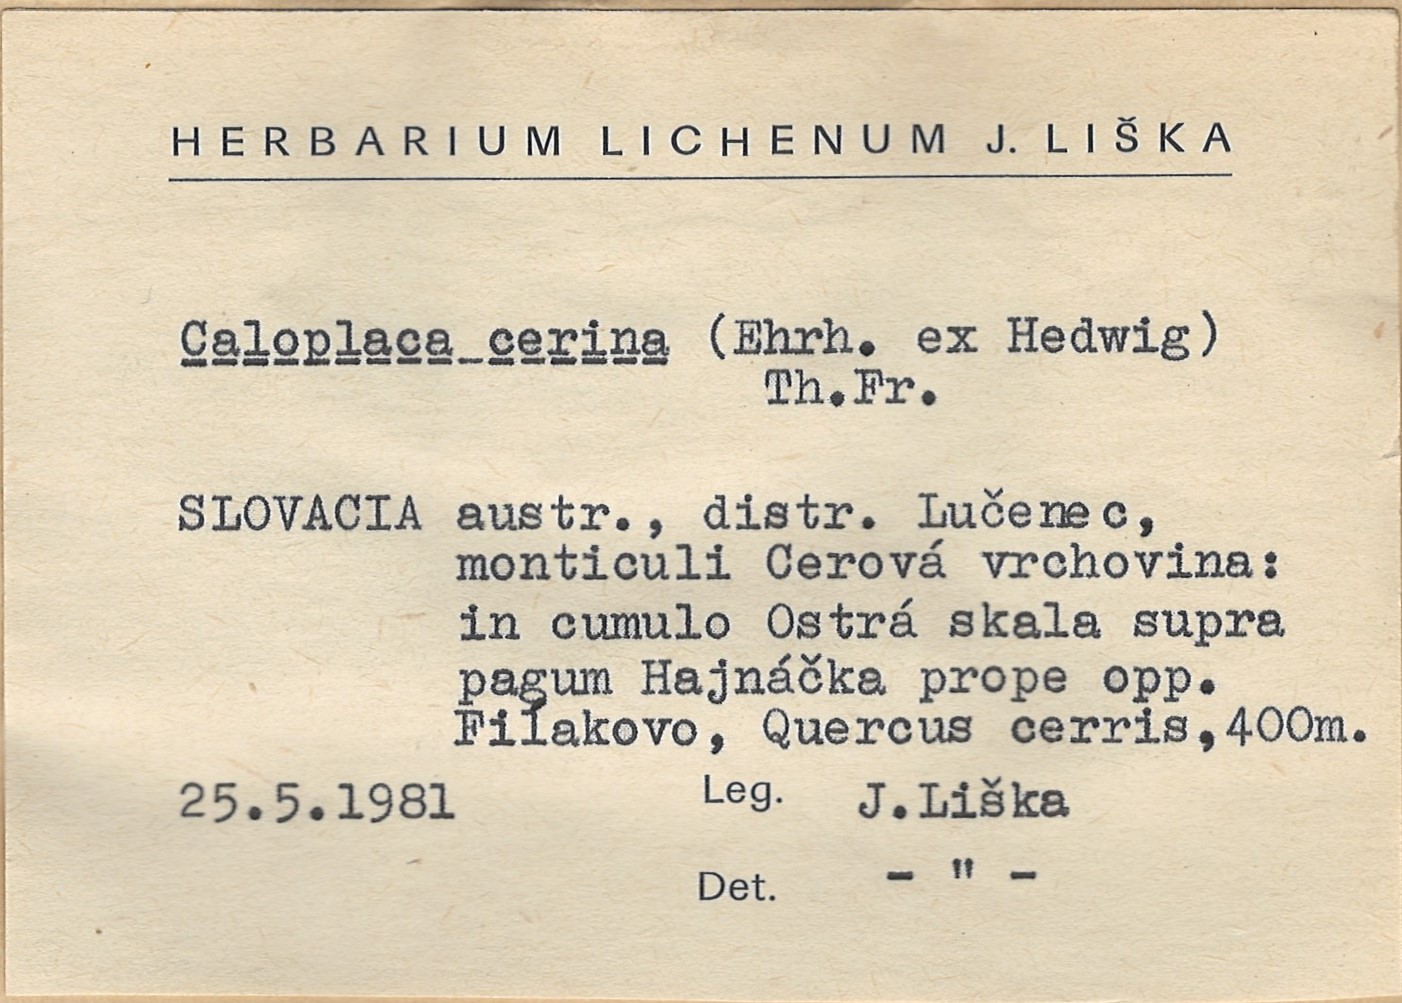 HERBARIUM LICHENUM J. LIŠKA
Caloplaca cerina (Ehrh. ex Hedwig)
Th.Fr.
SLOVACIA austr., distr. Lučenec,
monticuli Cerová vrchovina:
in cumulo Ostrá skala supra
pagum Hajnáčka prope opp.
Fiĺakovo, Quercus cerris,400m.
25.5.1981 Leg. J.Liška
Det. - " -